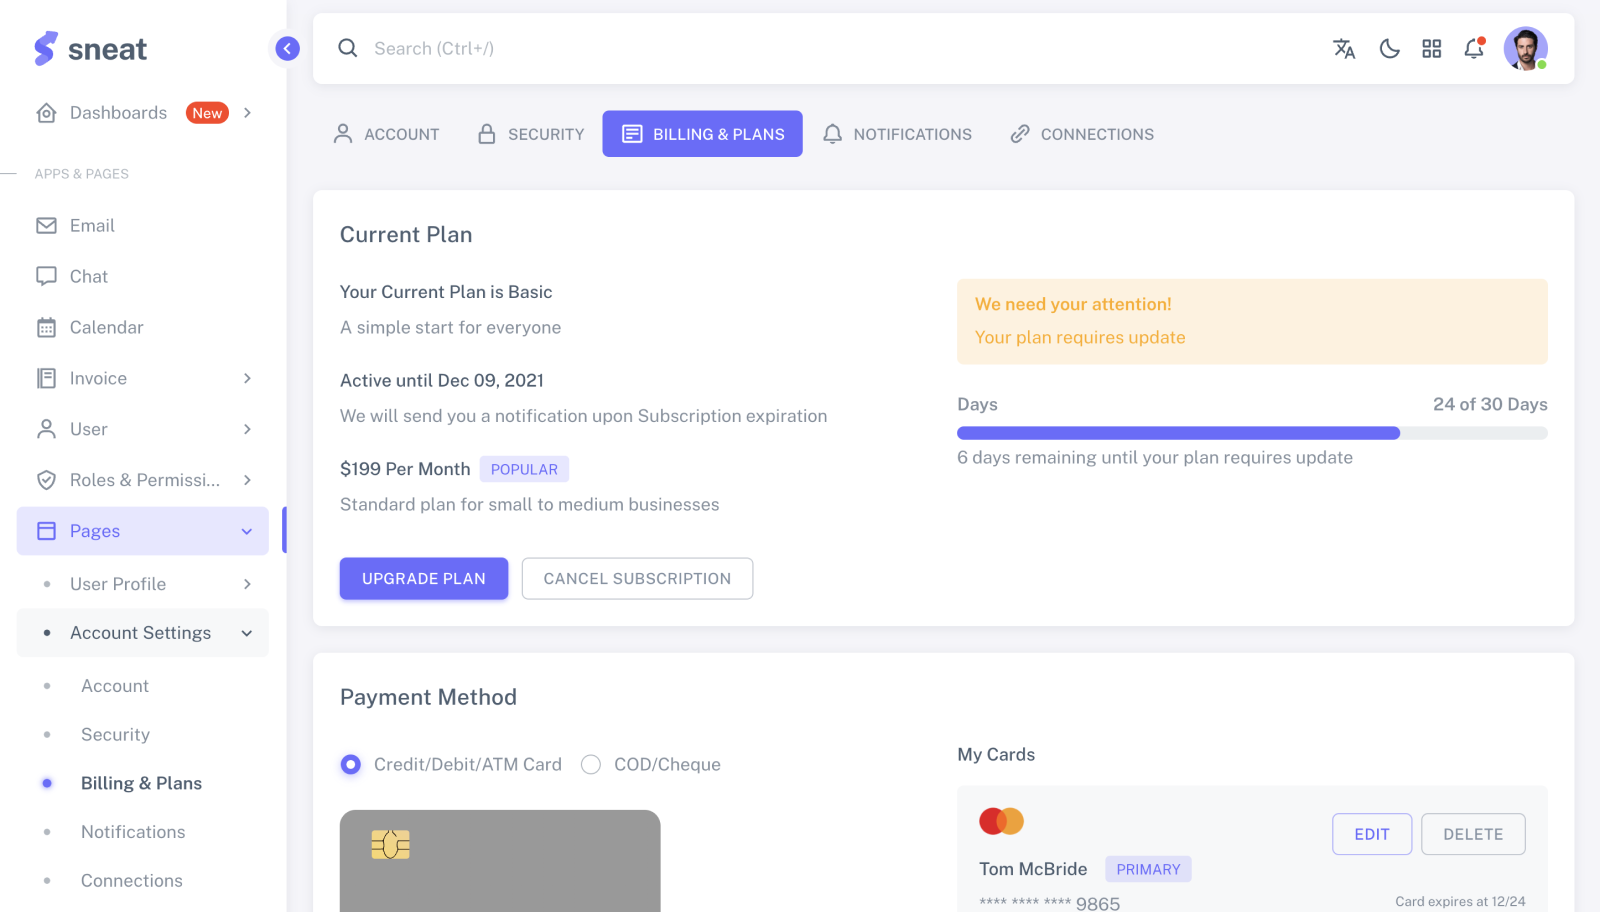 sneat
Search (Ctrl+/)
Dashboards New
APPS & PAGES
Email
Chat
Calendar
Invoice
User
Roles & Permissi...
Pages
User Profile
Account Settings
Account
Security
Billing & Plans
Notifications
Connections
ACCOUNT SECURITY BILLING & PLANS NOTIFICATIONS CONNECTIONS
Current Plan
Your Current Plan is Basic
A simple start for everyone
Active until Dec 09, 2021
We will send you a notification upon Subscription expiration
$199 Per Month POPULAR
Standard plan for small to medium businesses
UPGRADE PLAN CANCEL SUBSCRIPTION
We need your attention!
Your plan requires update
Days 24 of 30 Days
6 days remaining until your plan requires update
Payment Method
Credit/Debit/ATM Card COD/Cheque
My Cards
EDIT DELETE
Tom McBride PRIMARY
**** **** **** 9865
Card expires at 12/24